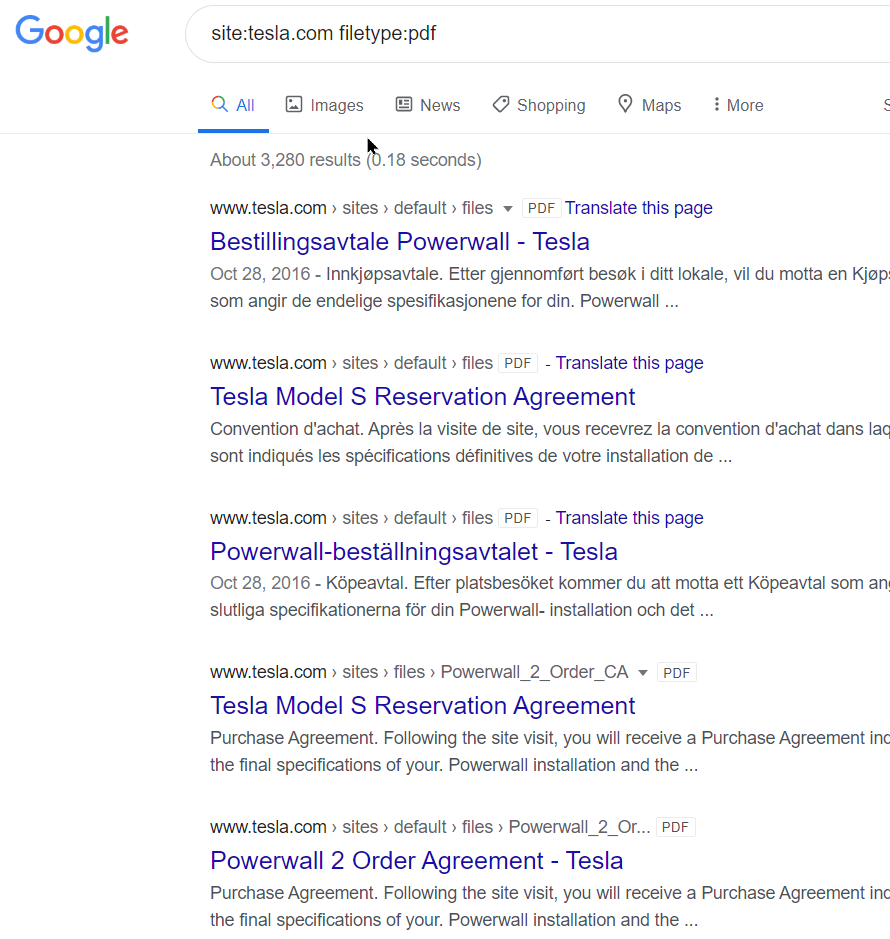 Google
site:tesla.com filetype:pdf
All Images News Shopping Maps More
About 3,280 results (0.18 seconds)
www.tesla.com › sites › default › files PDF Translate this page
Bestillingsavtale Powerwall - Tesla
Oct 28, 2016 - Innkjøpsavtale. Etter gjennomført besøk i ditt lokale, vil du motta en
som angir de endelige spesifikasjonene for din. Powerwall ...
www.tesla.com › sites › default › files PDF - Translate this page
Tesla Model S Reservation Agreement
Convention d'achat. Après la visite de site, vous recevrez la convention d'achat dans
sont indiqués les spécifications définitives de votre installation de ...
www.tesla.com › sites › default › files PDF - Translate this page
Powerwall-beställningsavtalet - Tesla
Oct 28, 2016 - Köpeavtal. Efter platsbesöket kommer du att motta ett Köpeavtal som
slutliga specifikationerna för din Powerwall- installation och det ...
www.tesla.com › sites › files › Powerwall_2_Order_CA PDF
Tesla Model S Reservation Agreement
Purchase Agreement. Following the site visit, you will receive a Purchase Agreement
the final specifications of your. Powerwall installation and the ...
www.tesla.com › sites › default › files › Powerwall_2_Or... PDF
Powerwall 2 Order Agreement - Tesla
Purchase Agreement. Following the site visit, you will receive a Purchase Agreement
the final specifications of your. Powerwall installation and the ...